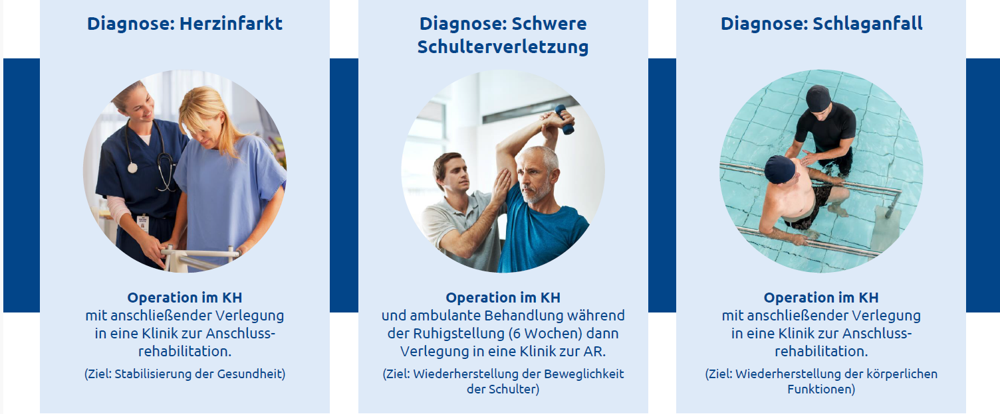 Diagnose: Herzinfarkt
Operation im KH
mit anschließender Verlegung
in eine Klinik zur Anschluss-
rehabilitation.
(Ziel: Stabilisierung der Gesundheit)
Diagnose: Schwere
Schulterverletzung
Operation im KH
und ambulante Behandlung während
der Ruhigstellung (6 Wochen) dann
Verlegung in eine Klinik zur AR.
(Ziel: Wiederherstellung der Beweglichkeit
der Schulter)
Diagnose: Schlaganfall
Operation im KH
mit anschließender Verlegung
in eine Klinik zur Anschluss-
rehabilitation.
(Ziel: Wiederherstellung der körperlichen
Funktionen)